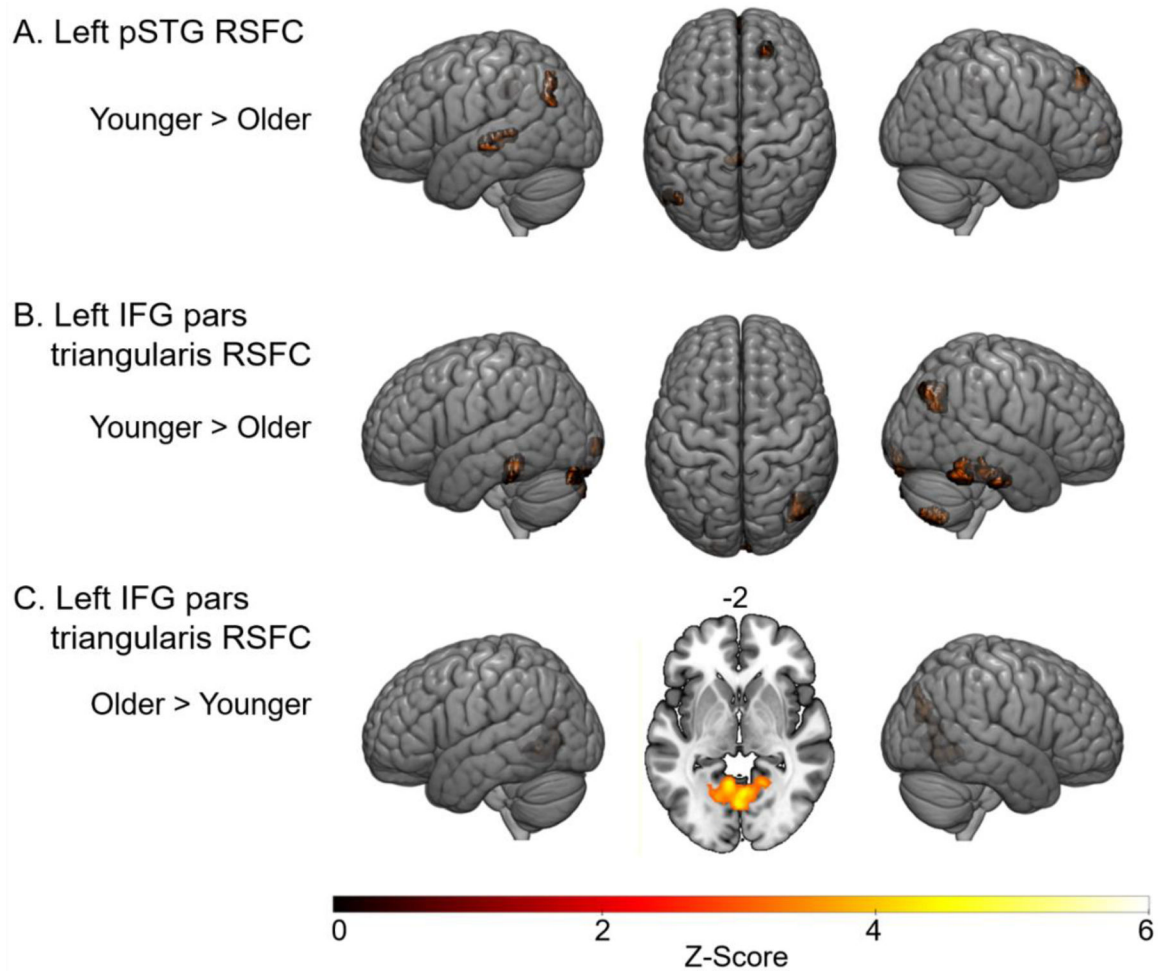 A. Left pSTG RSFC
Younger > Older
B. Left IFG pars
triangularis RSFC
Younger > Older
C. Left IFG pars
triangularis RSFC
-2
Older > Younger
0 2 4 6
Z-Score